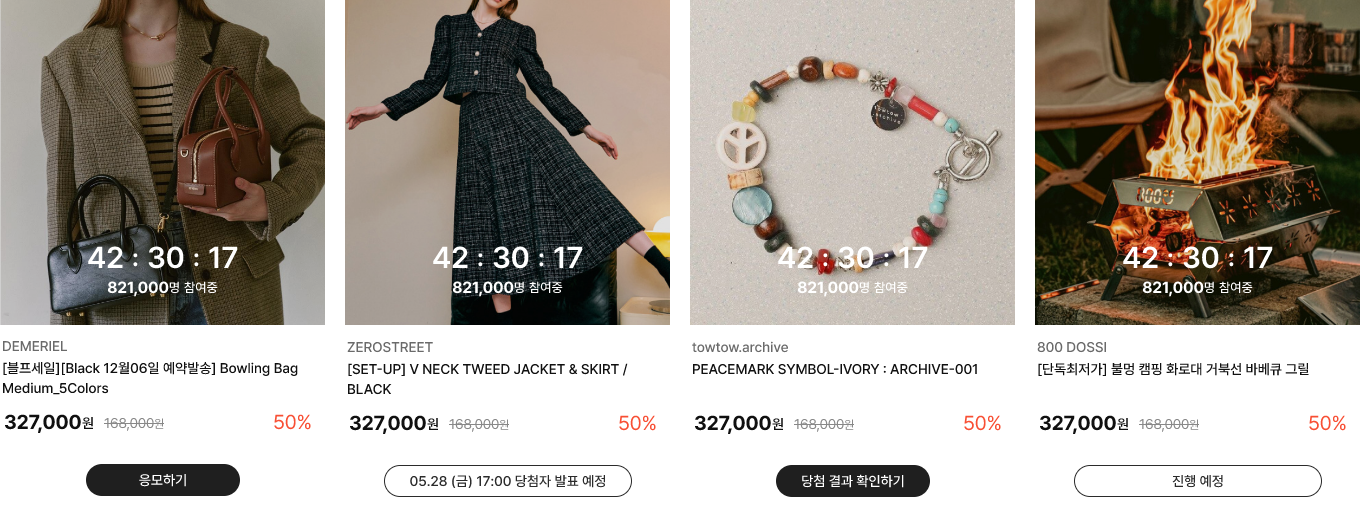 42 : 30 : 17
821,000명 참여중
DEMERIEL
[블프세일][Black 12월06일 예약발송] Bowling Bag
Medium_5Colors
327,000원 168,000원 50%
응모하기
42 : 30 : 17
821,000명 참여중
ZEROSTREET
[SET-UP] V NECK TWEED JACKET & SKIRT /
BLACK
327,000원 168,000원 50%
05.28 (금) 17:00 당첨자 발표 예정
towtow
archive
42 : 30 : 17
821,000명 참여중
towtow.archive
PEACEMARK SYMBOL-IVORY : ARCHIVE-001
327,000원 168,000원 50%
당첨 결과 확인하기
42 : 30 : 17
821,000명 참여중
800 DOSSI
[단독최저가] 불멍 캠핑 화로대 거북선 바베큐 그릴
327,000원 168,000원 50%
진행 예정